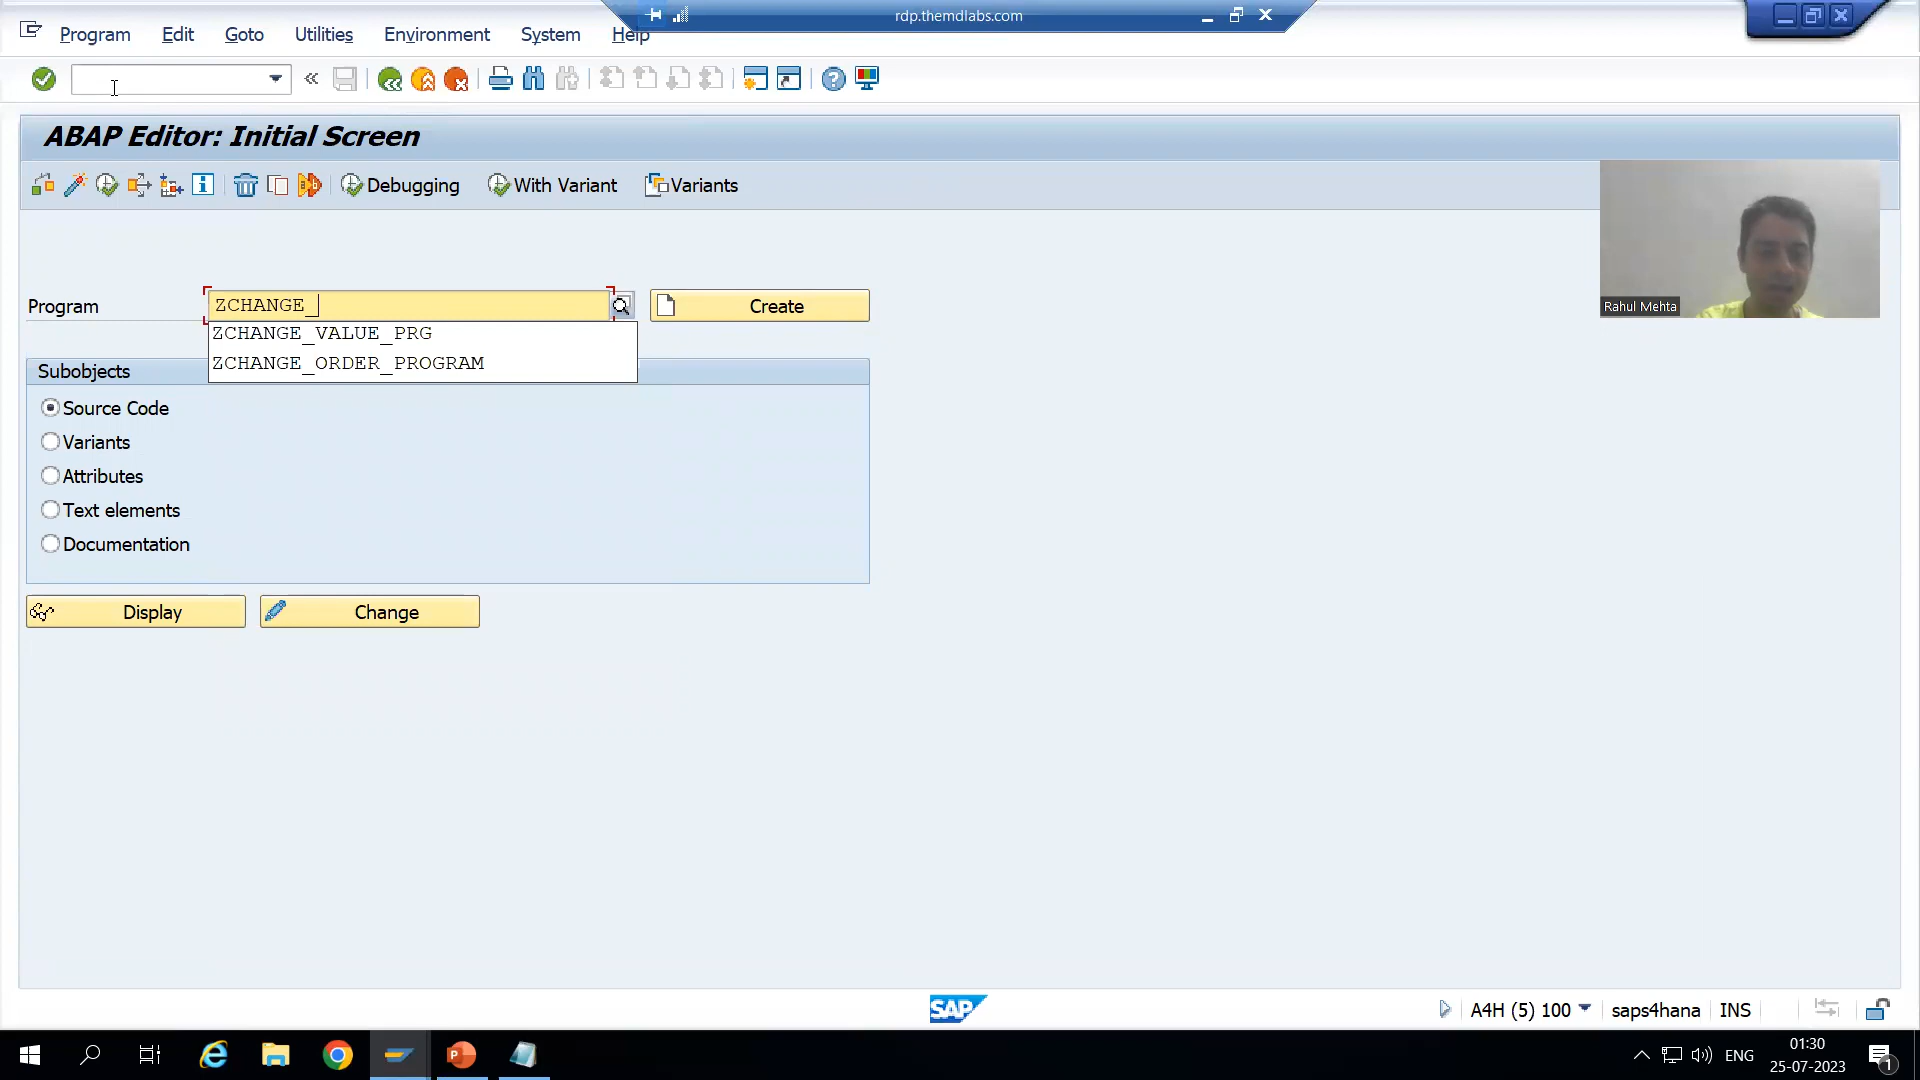 rdp.themdlabs.com
Program Edit Goto Utilities Environment System Help
ABAP Editor: Initial Screen
Debugging With Variant Variants
Rahul Mehta
Program ZCHANGE_ Create
ZCHANGE_VALUE_PRG
ZCHANGE_ORDER_PROGRAM
Subobjects
Source Code
Variants
Attributes
Text elements
Documentation
Display Change
SAP
A4H (5) 100 saps4hana INS
ENG
01:30
25-07-2023
1